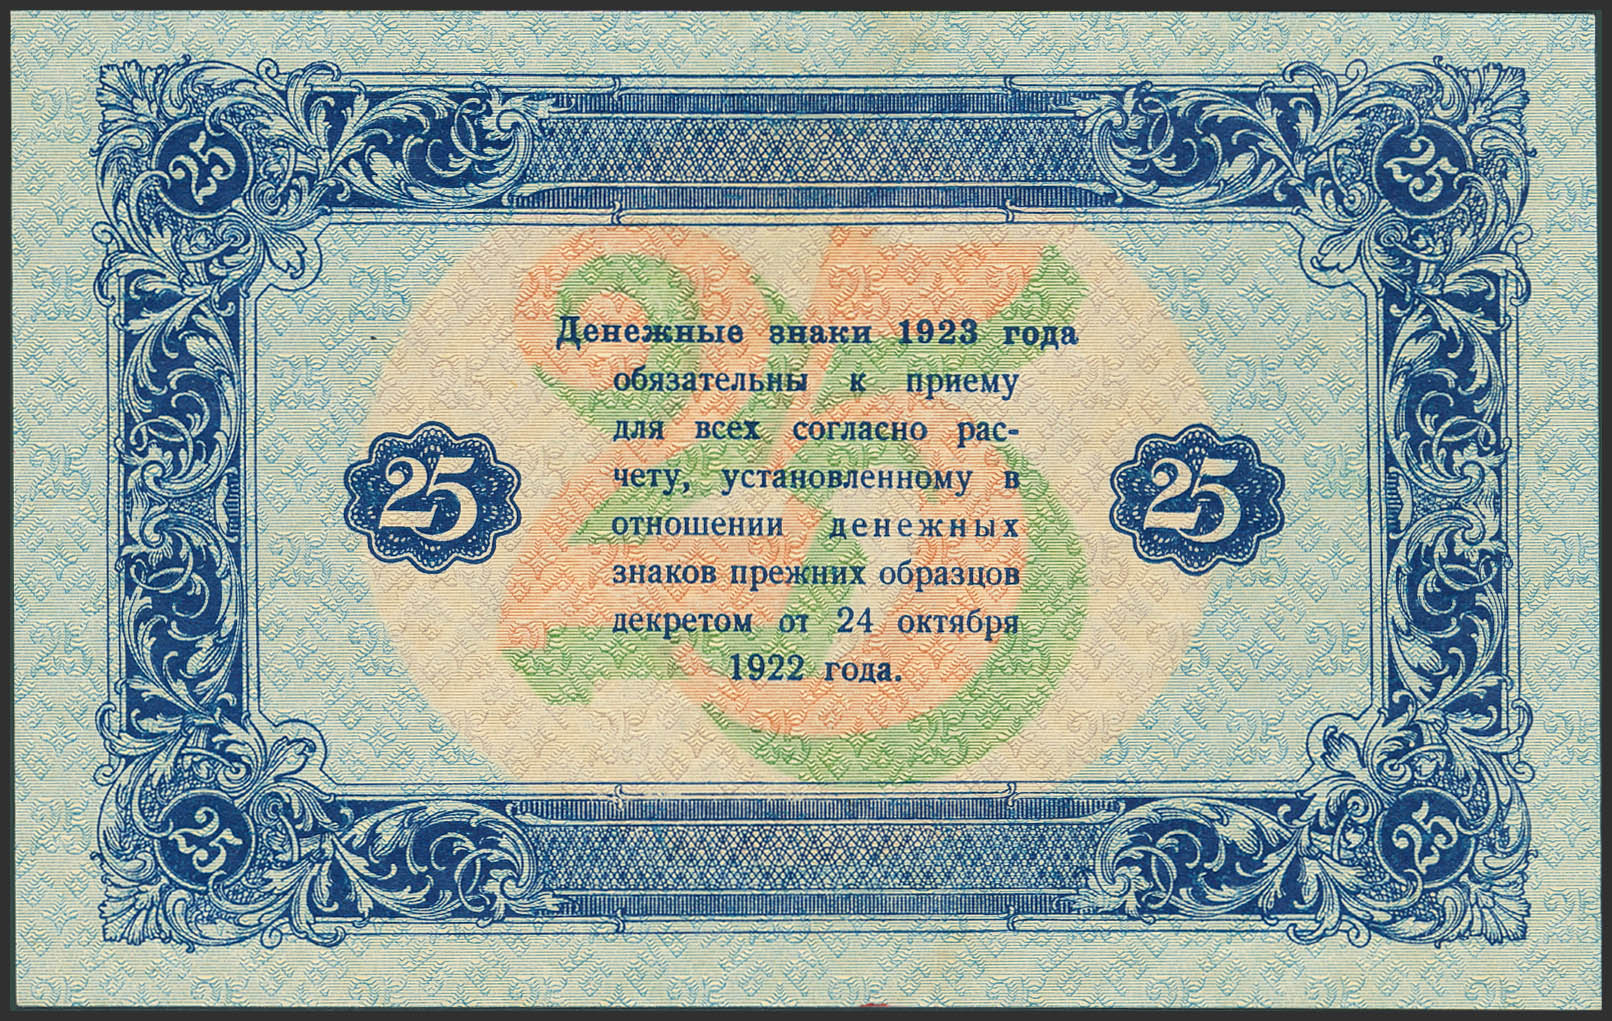 25 25
Денежные знаки 1923 года
обязательны к приему
для всех согласно рас-
чету, установленному в
отношении денежных
знаков прежних образцов
декретом от 24 октября
1922 года.
25 25
25
25 25